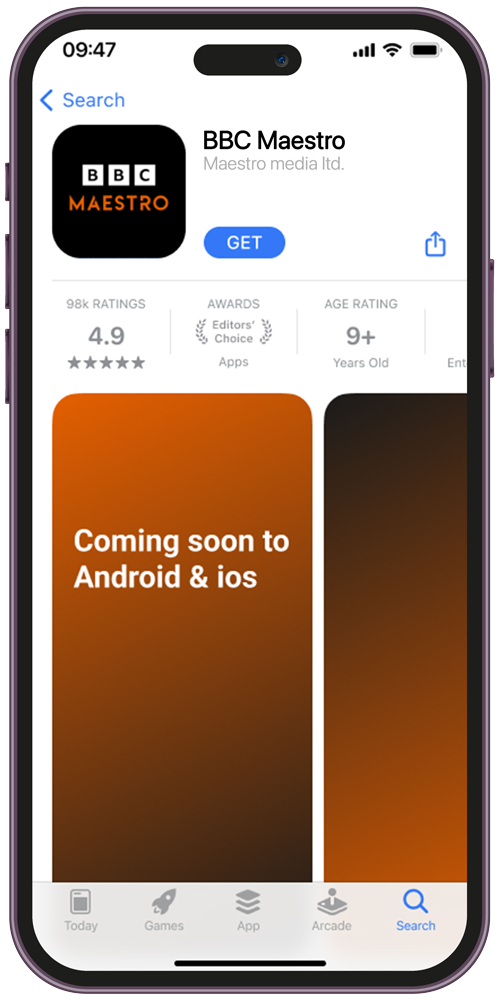 09:47
Search
BBC
MAESTRO
BBC Maestro
Maestro media ltd.
GET
98k RATINGS
4.9
★★★★★
AWARDS
Editors'
Choice
Apps
AGE RATING
9+
Years Old
Coming soon to
Android & ios
Today
Games
App
Arcade
Search